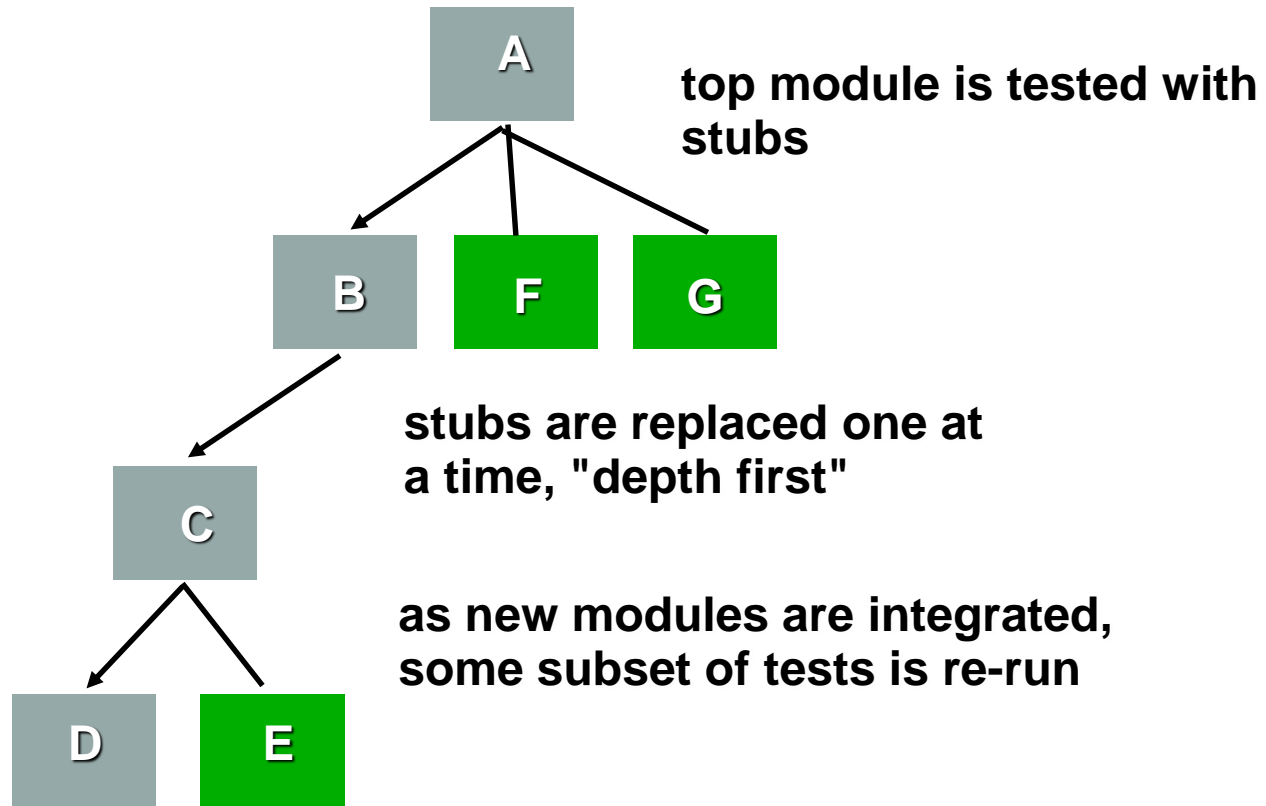 A
top module is tested with
stubs
B
F
G
stubs are replaced one at
a time, "depth first"
C
as new modules are integrated,
some subset of tests is re-run
D
E